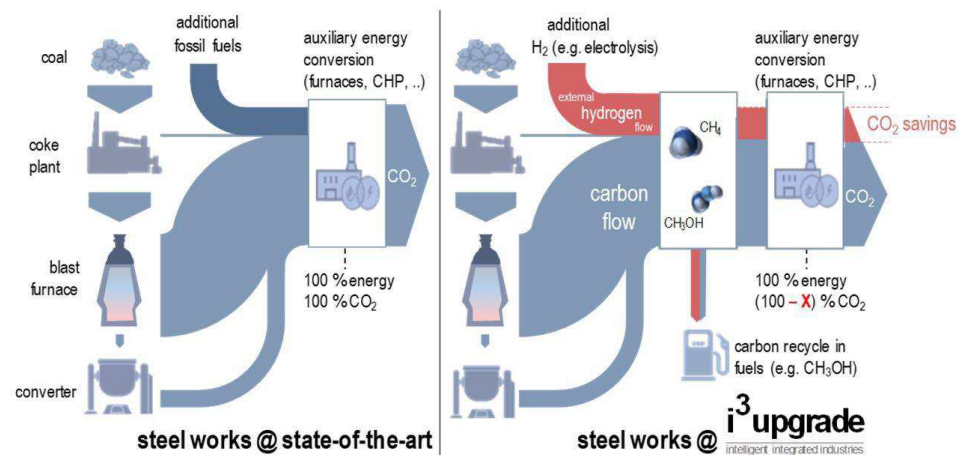 additional
fossil fuels
auxiliary energy
conversion
(furnaces, CHP, ..)
coal
coke
plant
blast
furnace
converter
CO₂
100 % energy
100 % CO₂
steel works @ state-of-the-art
additional
H₂ (e.g. electrolysis)
auxiliary energy
conversion
(furnaces, CHP, ..)
external
hydrogen
flow
CH₄
CO₂ savings
carbon
flow
CH₃OH
CO₂
100 % energy
(100 – X) % CO₂
carbon recycle in
fuels (e.g. CH₃OH)
steel works @
i³upgrade
intelligent integrated industries